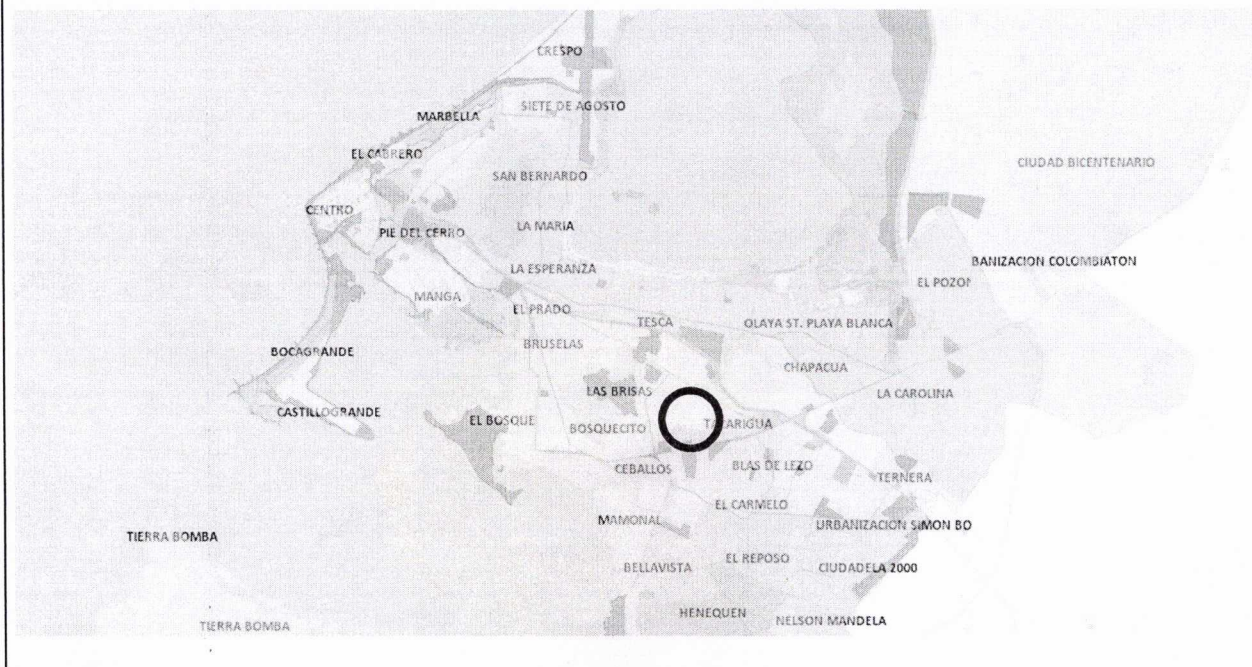 CRESPO
SIETE DE AGOSTO
MARBELLA
EL CABRERO
CIUDAD BICENTENARIO
SAN BERNARDO
CENTRO
LA MARIA
PIE DEL CERRO
BANIZACION COLOMBIATON
LA ESPERANZA
EL POZON
MANGA
EL PRADO
TESCA
OLAYA ST. PLAYA BLANCA
BRUSELAS
BOCAGRANDE
CHAPACUA
LAS BRISAS
LA CAROLINA
CASTILLOGRANDE
EL BOSQUE
BOSQUECITO
CEBALLOS
BLAS DE LEZO
TERNERA
EL CARMELO
MAMONAL
URBANIZACION SIMON BO
TIERRA BOMBA
EL REPOSO
BELLAVISTA
CIUDADELA 2000
HENEQUEN
NELSON MANDELA
TIERRA BOMBA